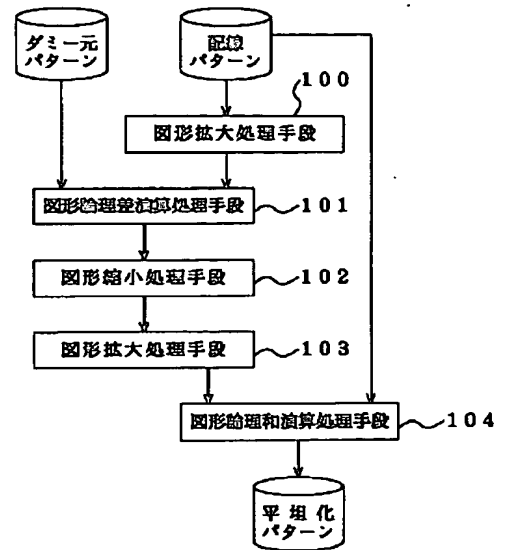 ダミー元
パターン
配線
パターン
100
図形拡大処理手段
図形論理差演算処理手段
101
図形縮小処理手段
102
図形拡大処理手段
103
図形論理和演算処理手段
104
平坦化
パターン